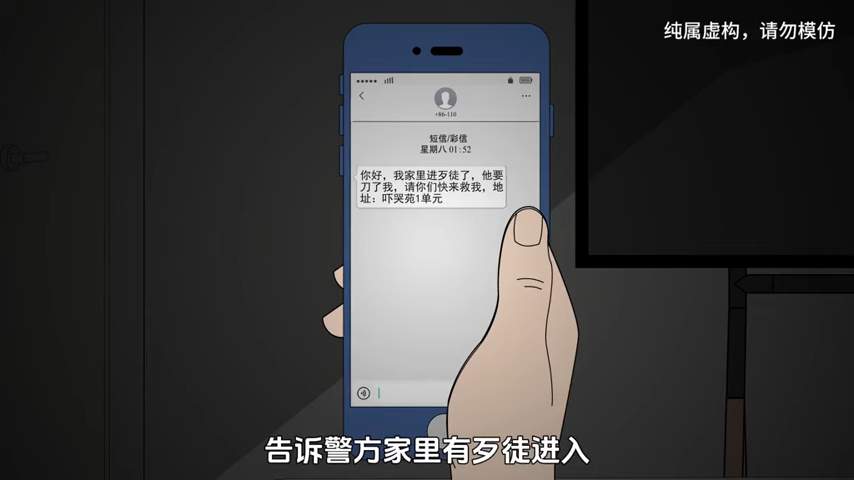 纯属虚构，请勿模仿
+86-110
短信/彩信
星期八 01:52
你好，我家里进歹徒了，他要
刀了我，请你们快来救我，地
址：吓哭苑1单元
告诉警方家里有歹徒进入